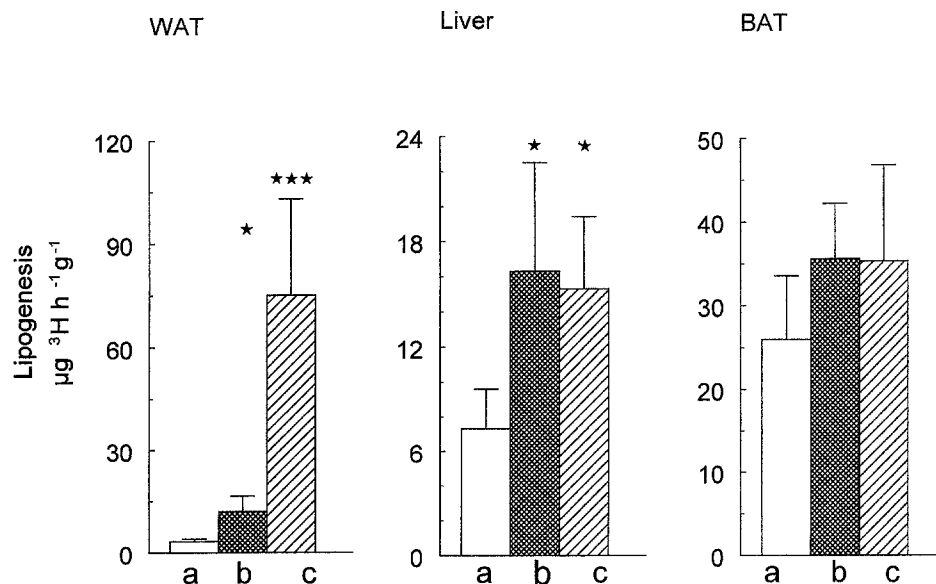 WAT
Liver
BAT
Lipogenesis
µg ³H h ⁻¹g⁻¹
120
90
60
30
0
★
★★★
a b c
24
18
12
6
0
★ ★
a b c
50
40
30
20
10
0
a b c